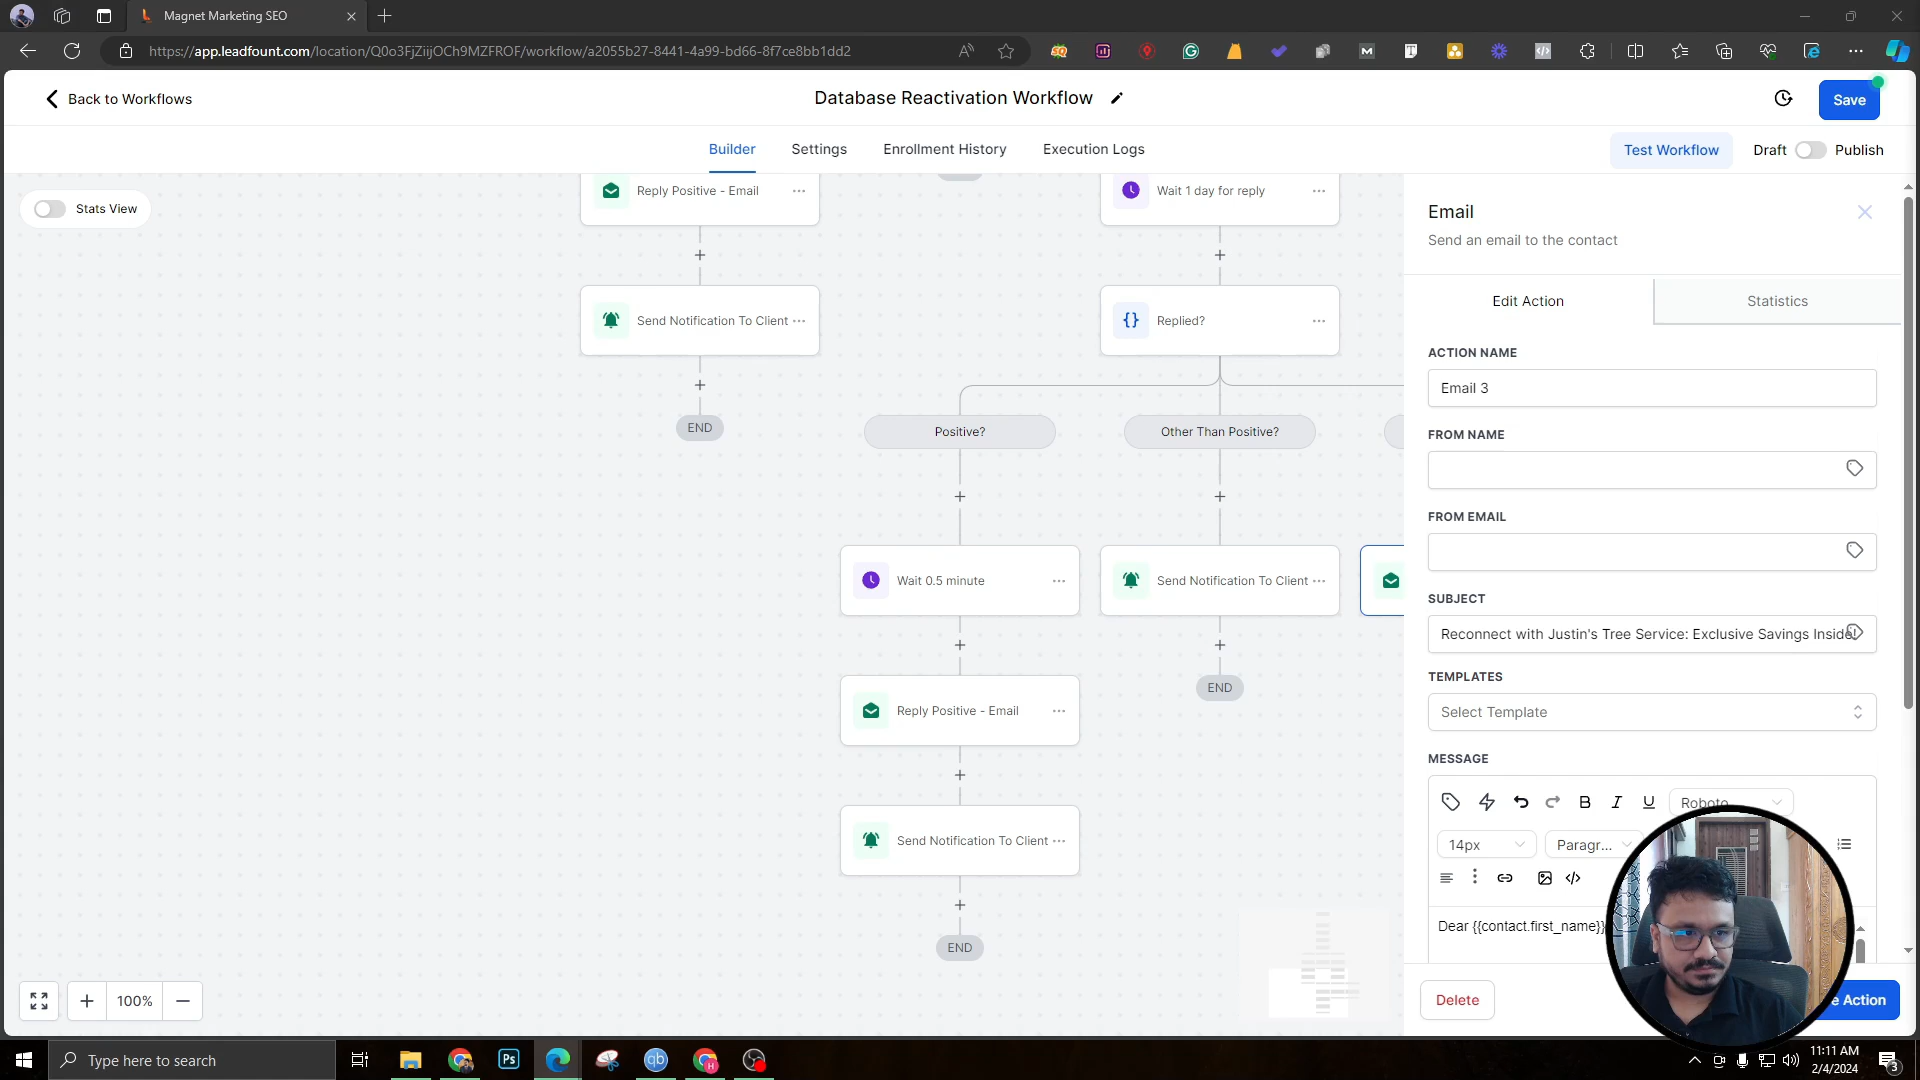 Magnet Marketing SEO
https://app.leadfount.com/location/Q0o3FjZiijOCh9MZFROF/workflow/a2055b27-8441-4a99-bd66-8f7ce8bb1dd2
Back to Workflows
Database Reactivation Workflow
Save
Builder
Settings
Enrollment History
Execution Logs
Test Workflow
Draft
Publish
Stats View
Reply Positive - Email
Wait 1 day for reply
Send Notification To Client
Replied?
END
Positive?
Other Than Positive?
Wait 0.5 minute
Send Notification To Client
Reply Positive - Email
END
Send Notification To Client
END
100%
Email
Send an email to the contact
Edit Action
Statistics
ACTION NAME
Email 3
FROM NAME
FROM EMAIL
SUBJECT
Reconnect with Justin's Tree Service: Exclusive Savings Inside!
TEMPLATES
Select Template
MESSAGE
B I U Roboto
14px
Paragr...
Dear {{contact.first_name}}
Delete
Action
Type here to search
11:11 AM
2/4/2024
3